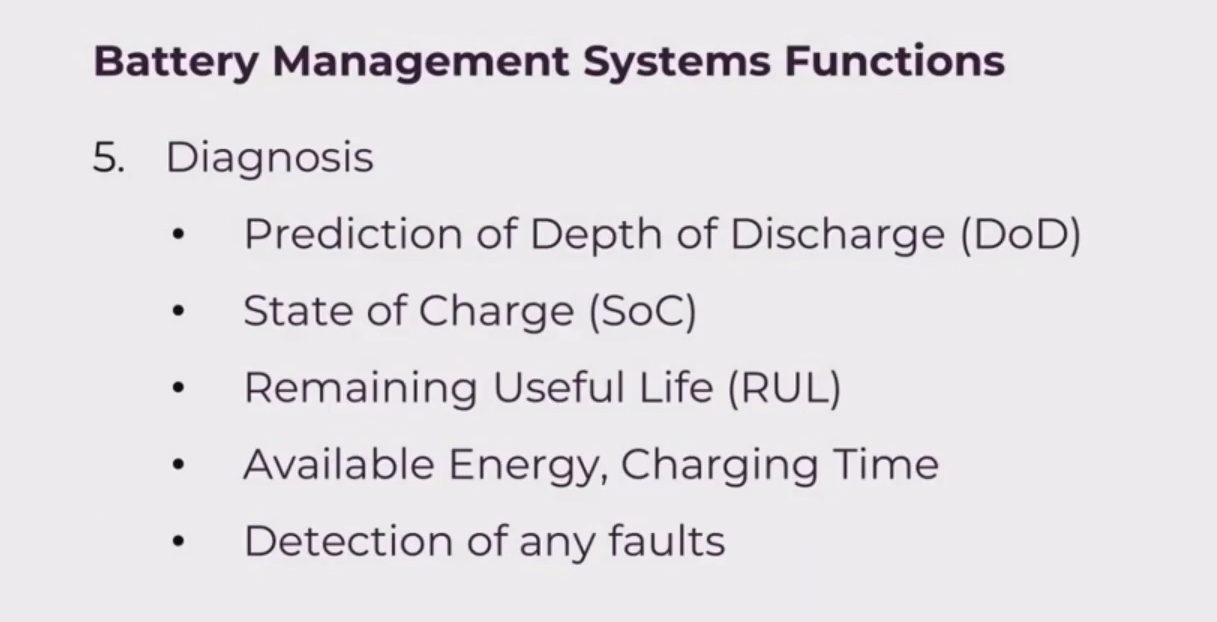 Battery Management Systems Functions
5. Diagnosis
• Prediction of Depth of Discharge (DoD)
• State of Charge (SoC)
• Remaining Useful Life (RUL)
• Available Energy, Charging Time
• Detection of any faults